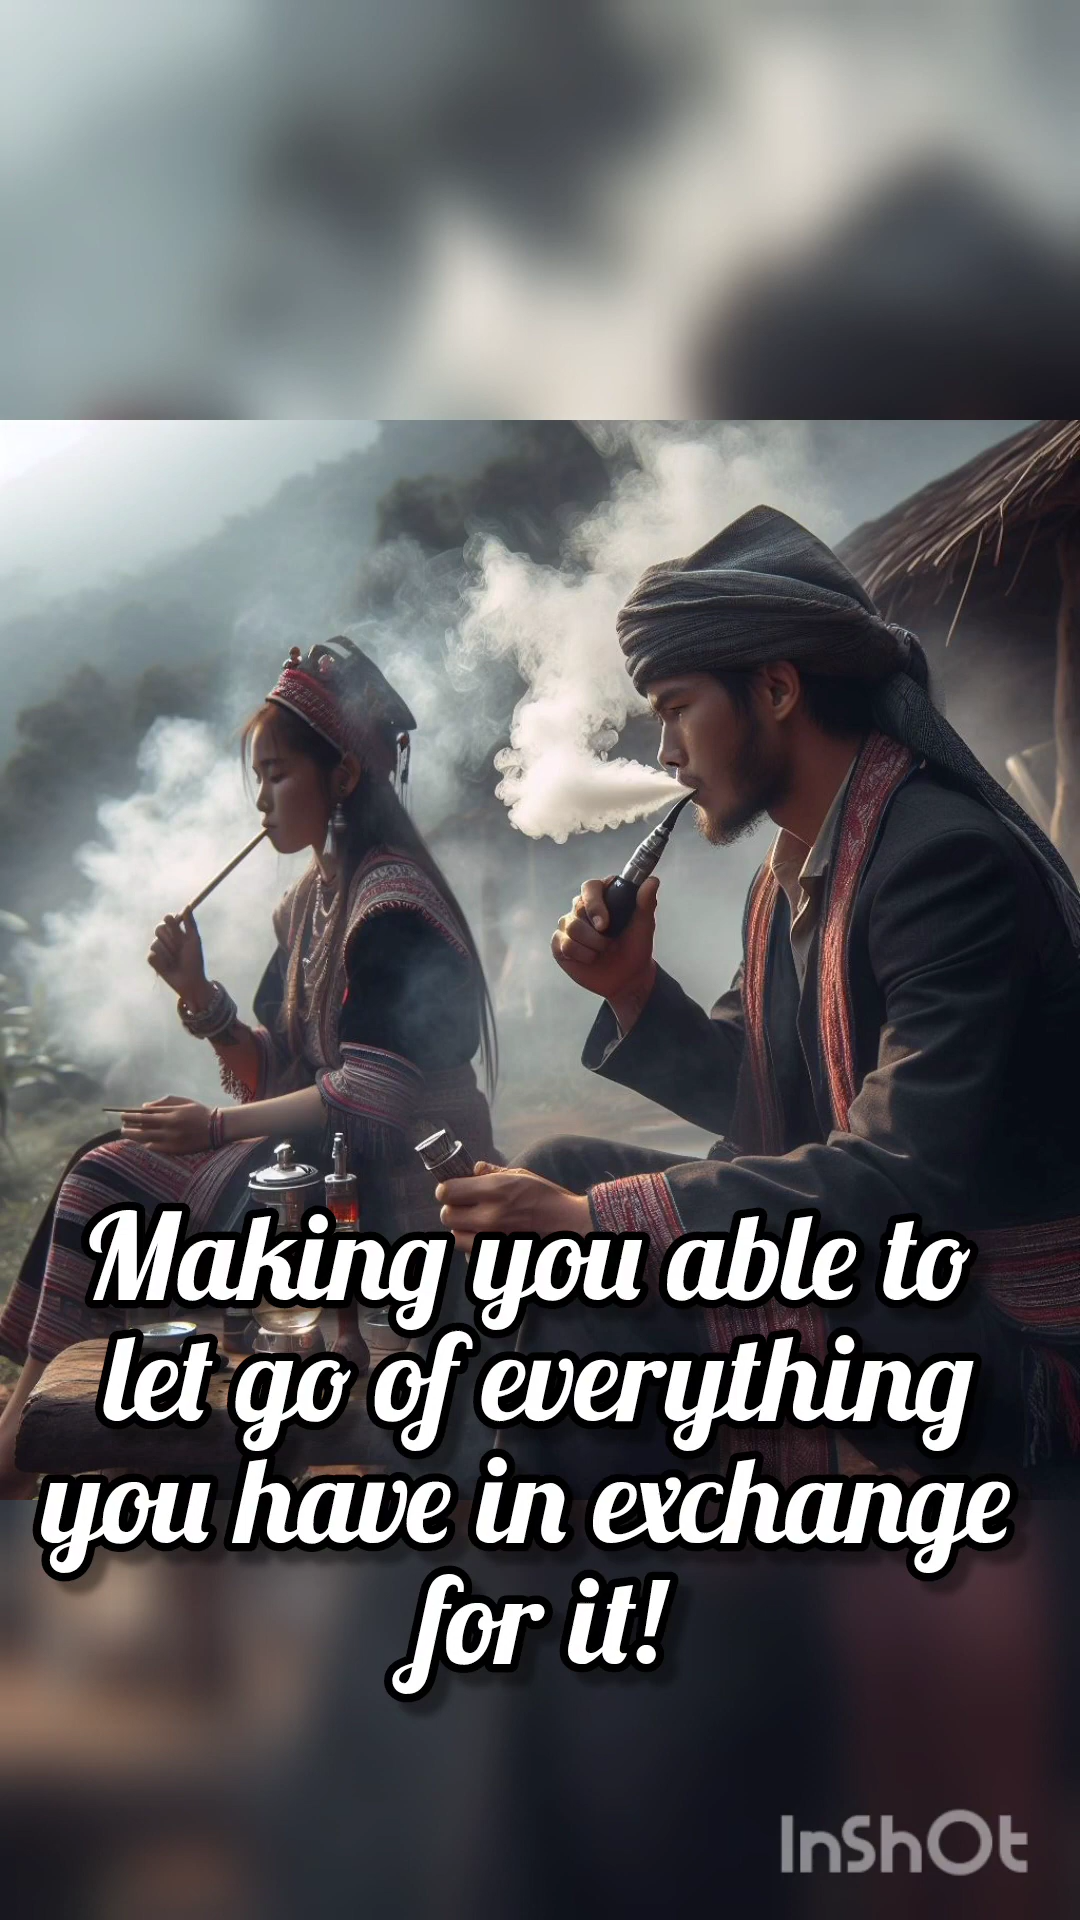 Making you able to
let go of everything
you have in exchange
for it!
InShOt